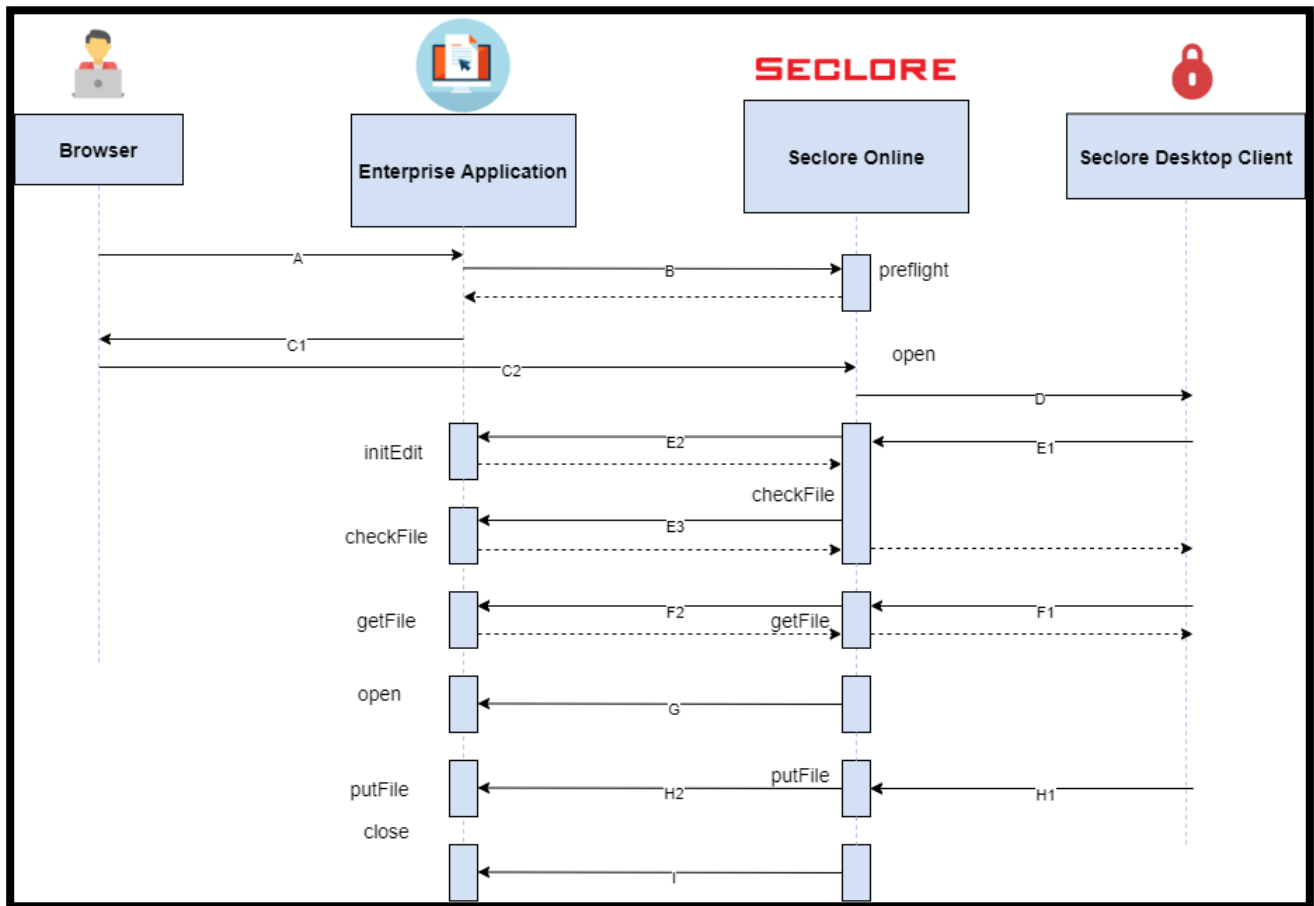 SECLORE
Browser
Enterprise Application
Seclore Online
Seclore Desktop Client
A
B
preflight
C1
open
C2
D
E2
E1
initEdit
checkFile
E3
checkFile
F2
F1
getFile
getFile
open
G
putFile
putFile
H2
H1
close
I